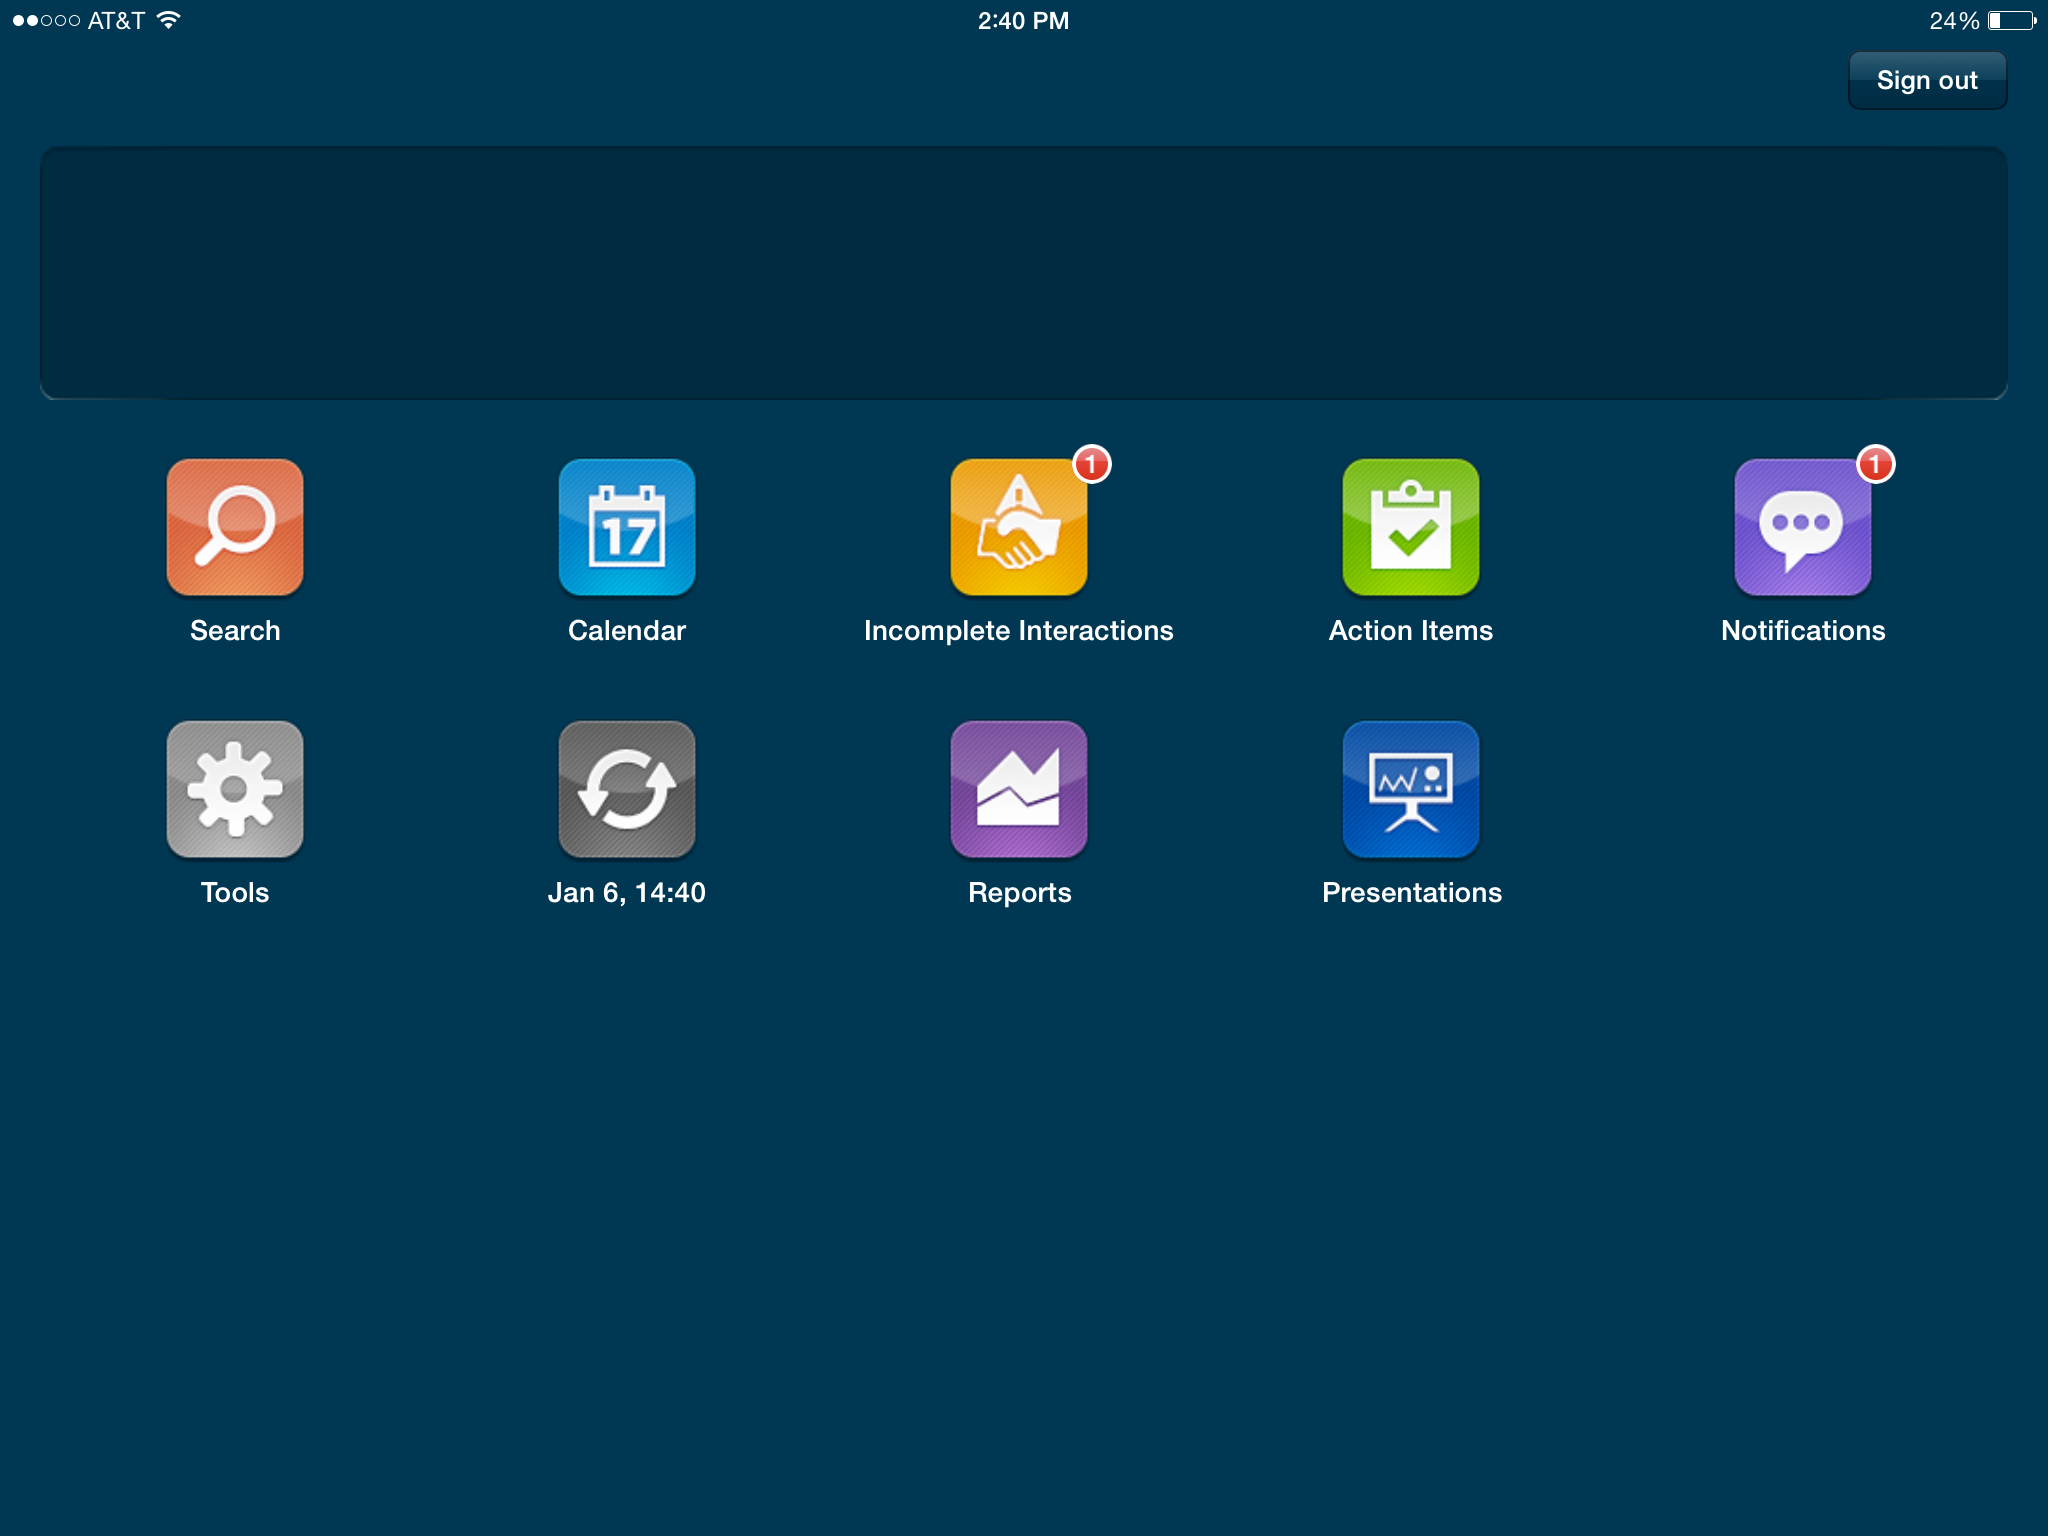 AT&T 2:40 PM 24%
Sign out
1 1
17
Search Calendar Incomplete Interactions Action Items Notifications
Tools Jan 6, 14:40 Reports Presentations